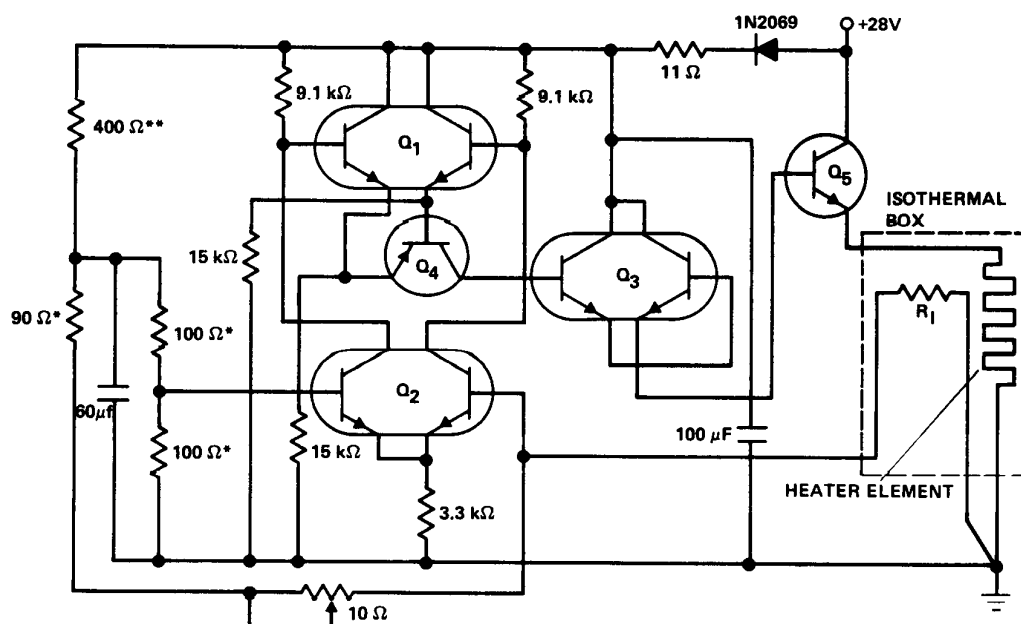 1N2069
+28V
11 Ω
9.1 kΩ
9.1 kΩ
400 Ω**
Q1
Q5
ISOTHERMAL
BOX
15 kΩ
Q4
Q3
90 Ω*
100 Ω*
R1
Q2
60μf
100 Ω*
15 kΩ
100 μF
HEATER ELEMENT
3.3 kΩ
10 Ω